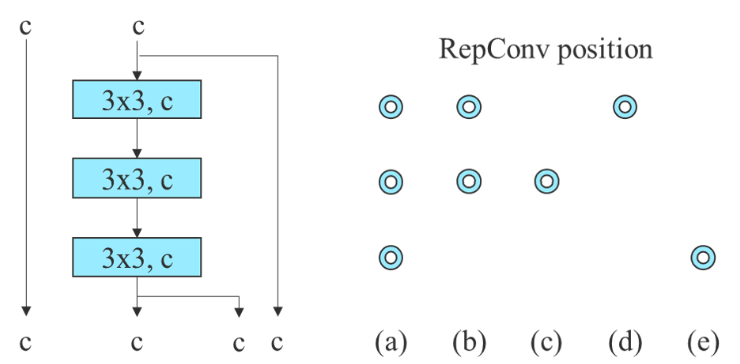 c c
RepConv position
3x3, c
3x3, c
3x3, c
c c c c (a) (b) (c) (d) (e)